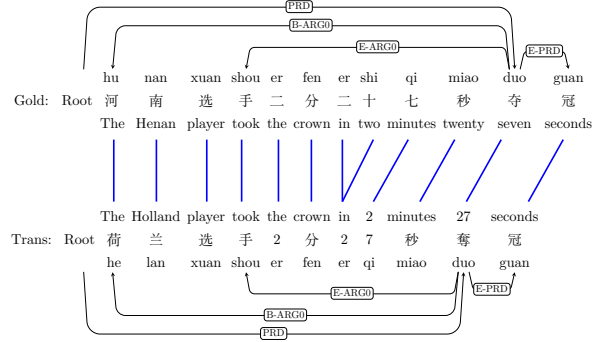 PRD
B-ARG0
E-ARG0
E-PRD
hu nan xuan shou er fen er shi qi miao duo guan
Gold: Root 河 南 选 手 二 分 二 十 七 秒 夺 冠
The Henan player took the crown in two minutes twenty seven seconds
The Holland player took the crown in 2 minutes 27 seconds
Trans: Root 荷 兰 选 手 2 分 2 7 秒 奪 冠
he lan xuan shou er fen er qi miao duo guan
E-PRD
E-ARG0
B-ARG0
PRD